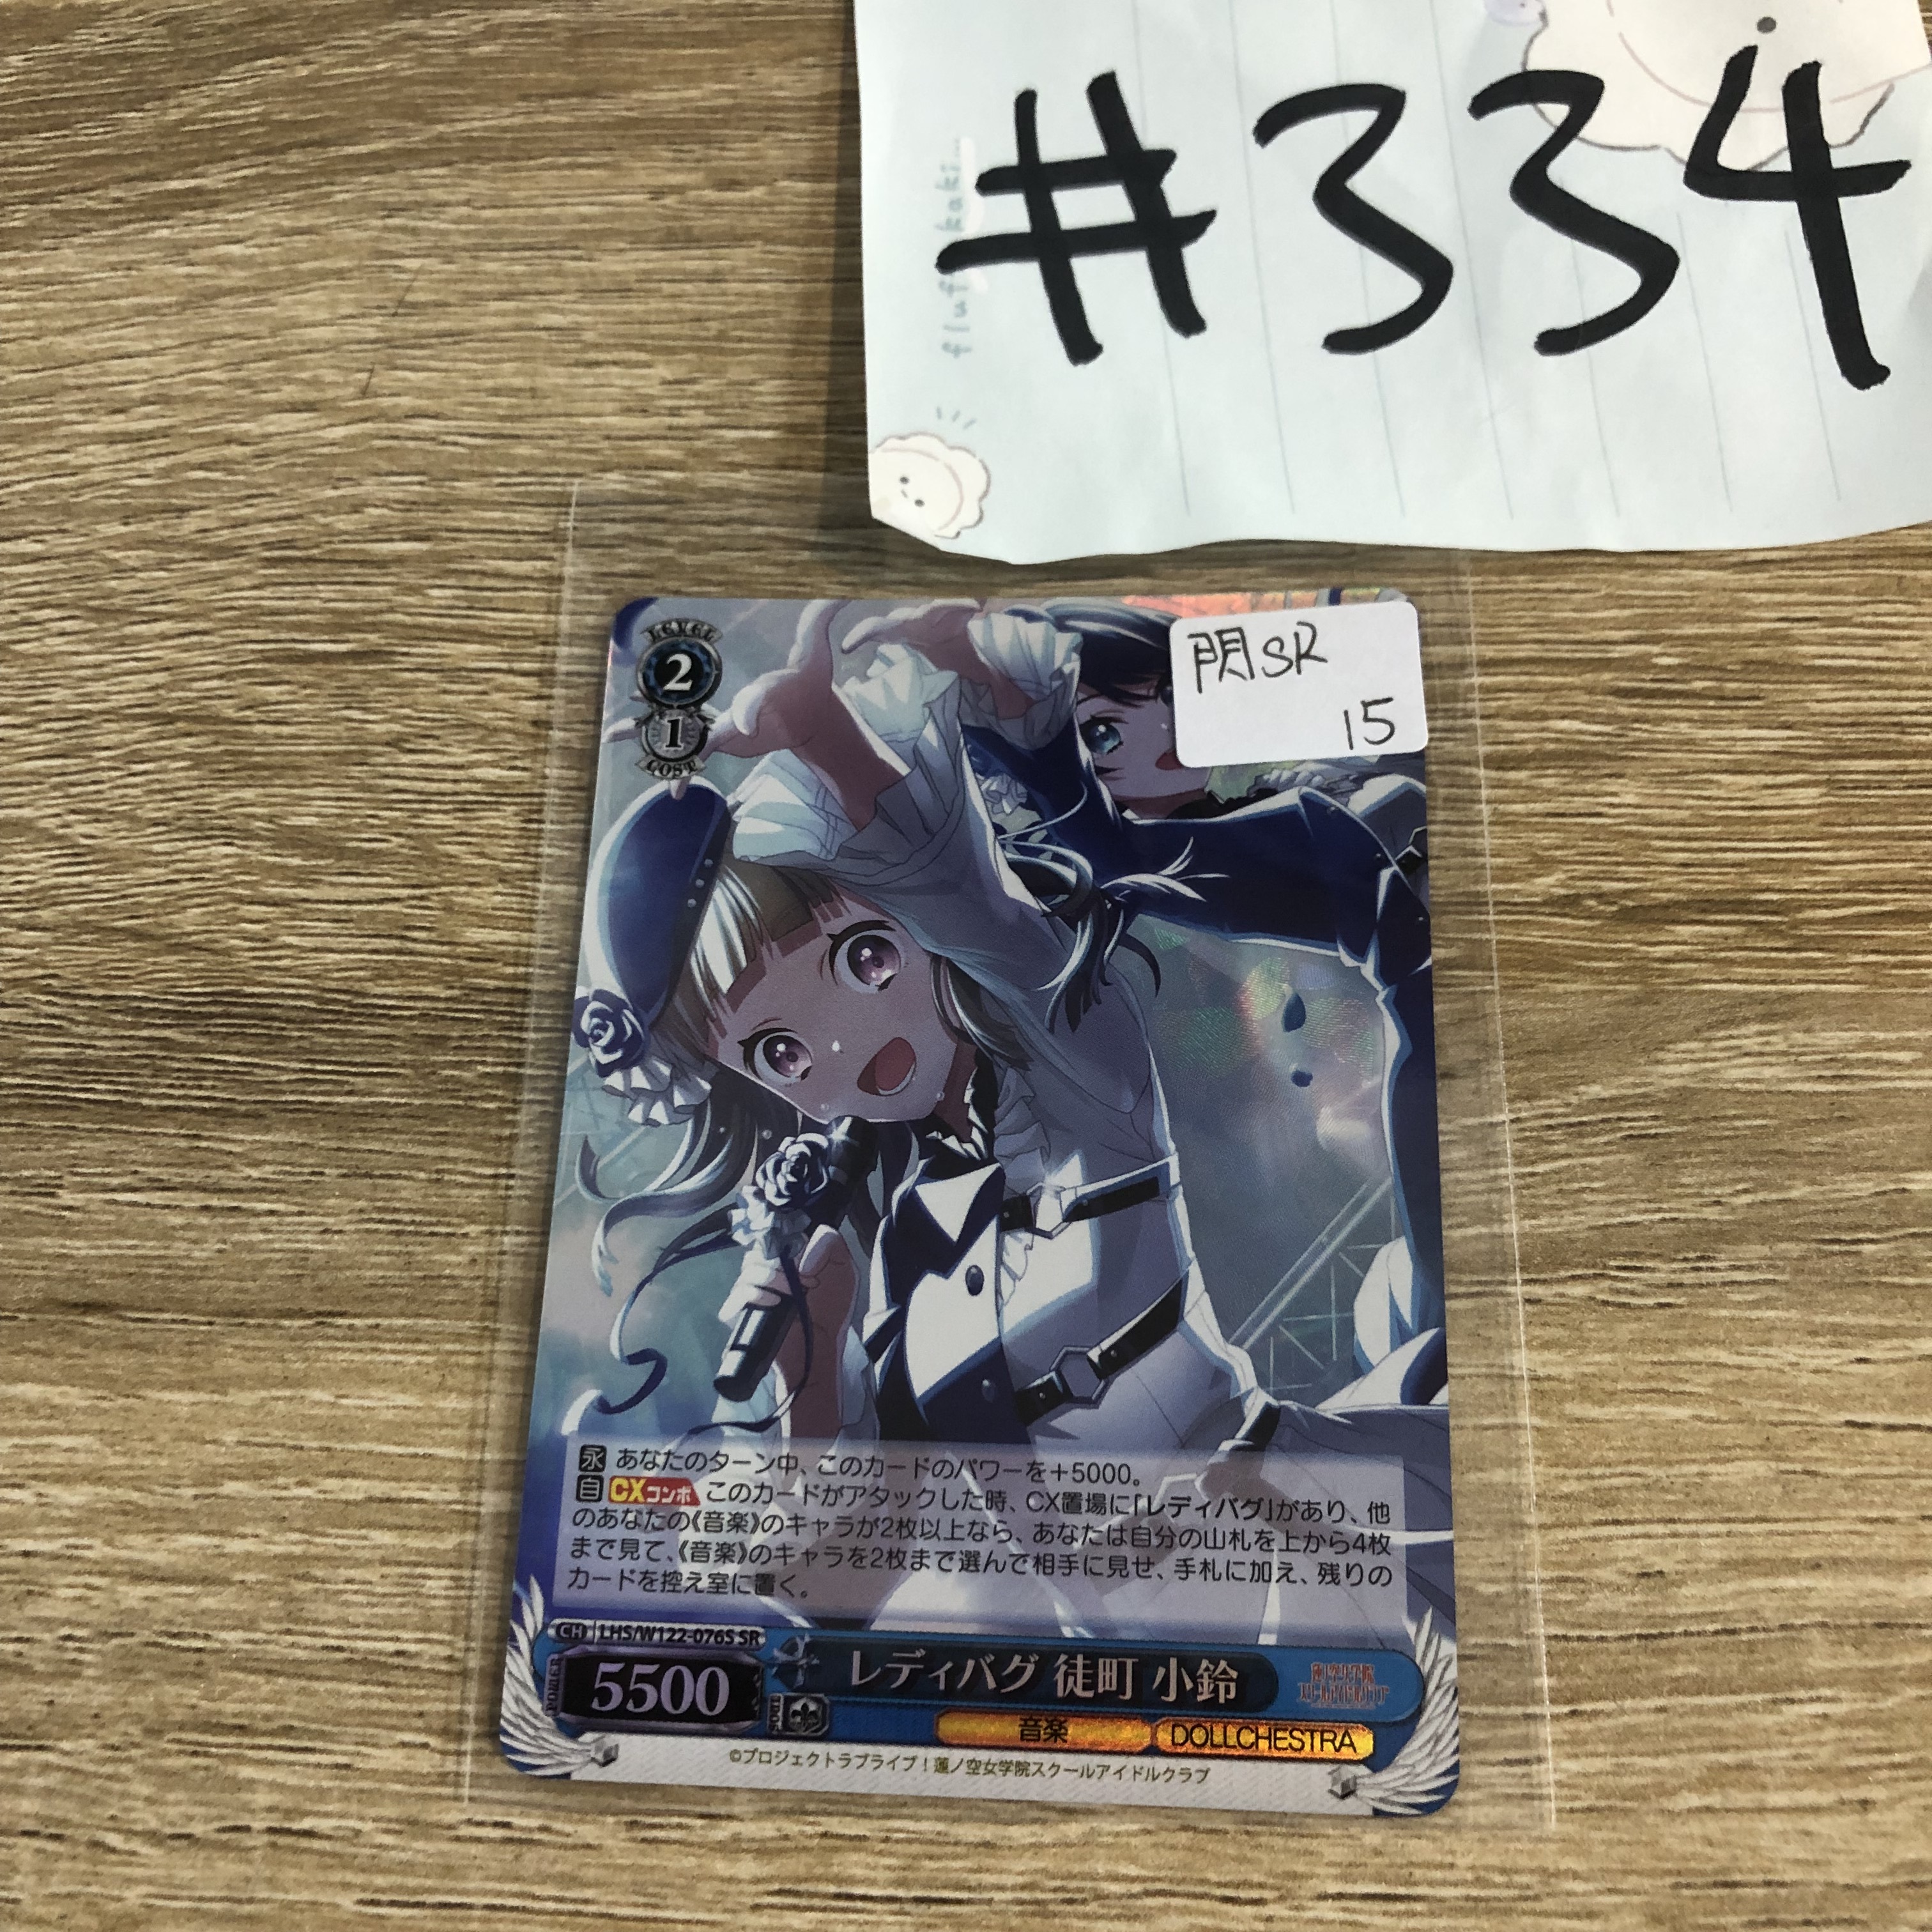 #334
fluffy kaki...
閃SR
15
LEVEL
2
1
COST
永 あなたのターン中、このカードのパワーを+5000。
自 CXコンボ このカードがアタックした時、CX置場に「レディバグ」があり、他
のあなたの《音楽》のキャラが2枚以上なら、あなたは自分の山札を上から4枚
まで見て、《音楽》のキャラを2枚まで選んで相手に見せ、手札に加え、残りの
カードを控え室に置く。
CH LHS/W122-076S SR
POWER
5500
SOUL
レディバグ 徒町 小鈴
音楽
DOLLCHESTRA
©プロジェクトラブライブ!蓮ノ空女学院スクールアイドルクラブ